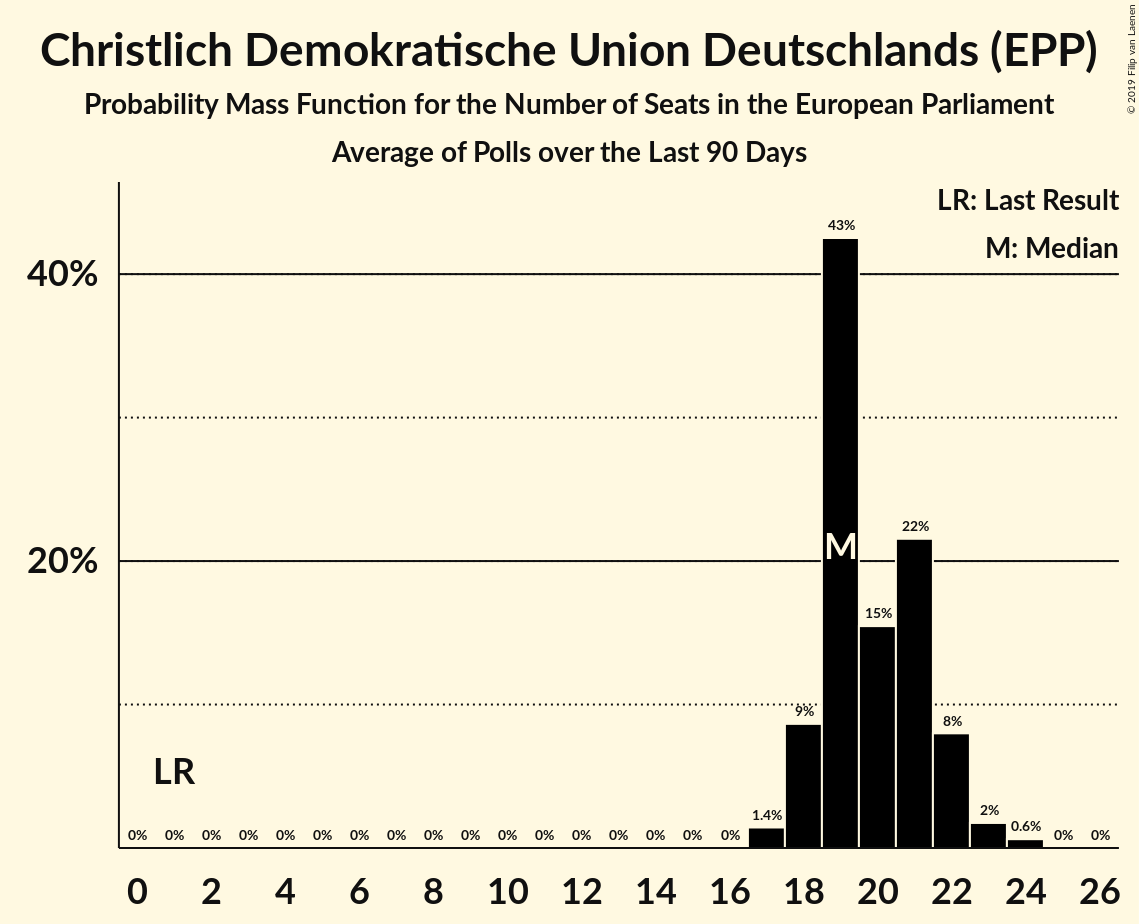 Christlich Demokratische Union Deutschlands (EPP)
Probability Mass Function for the Number of Seats in the European Parliament
Average of Polls over the Last 90 Days
© 2019 Filip van Laenen
LR: Last Result
M: Median
43%
40%
M
22%
20%
15%
9%
8%
LR
0% 0% 0% 0% 0% 0% 0% 0% 0% 0% 0% 0% 0% 0% 0% 0% 0% 1.4% 2% 0.6% 0% 0%
0 2 4 6 8 10 12 14 16 18 20 22 24 26